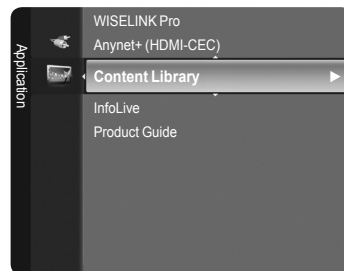 Application
WISELINK Pro
Anynet+ (HDMI-CEC)
Content Library
InfoLive
Product Guide